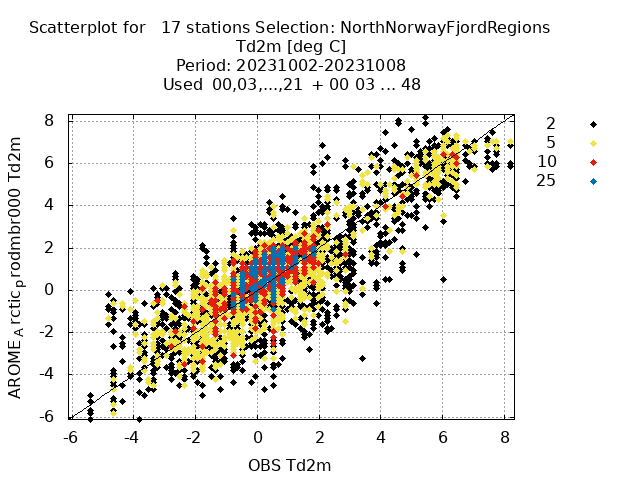 Scatterplot for   17 stations Selection: NorthNorwayFjordRegions
Td2m [deg C]
Period: 20231002-20231008
Used  00,03,...,21  + 00 03 ... 48
2
5
10
25
8
6
4
2
0
-2
-4
-6
-6 -4 -2 0 2 4 6 8
AROME_Arctic_prodmbr000  Td2m
OBS Td2m